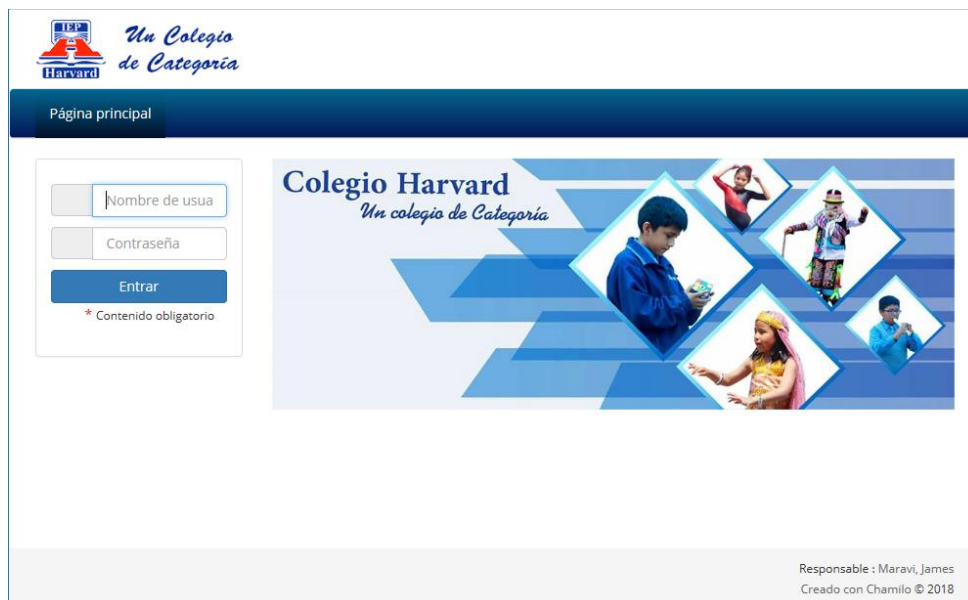 IEP
Harvard
Un Colegio
de Categoría
Página principal
Nombre de usua
Contraseña
Entrar
* Contenido obligatorio
Colegio Harvard
Un colegio de Categoría
Responsable : Maravi, James
Creado con Chamilo © 2018